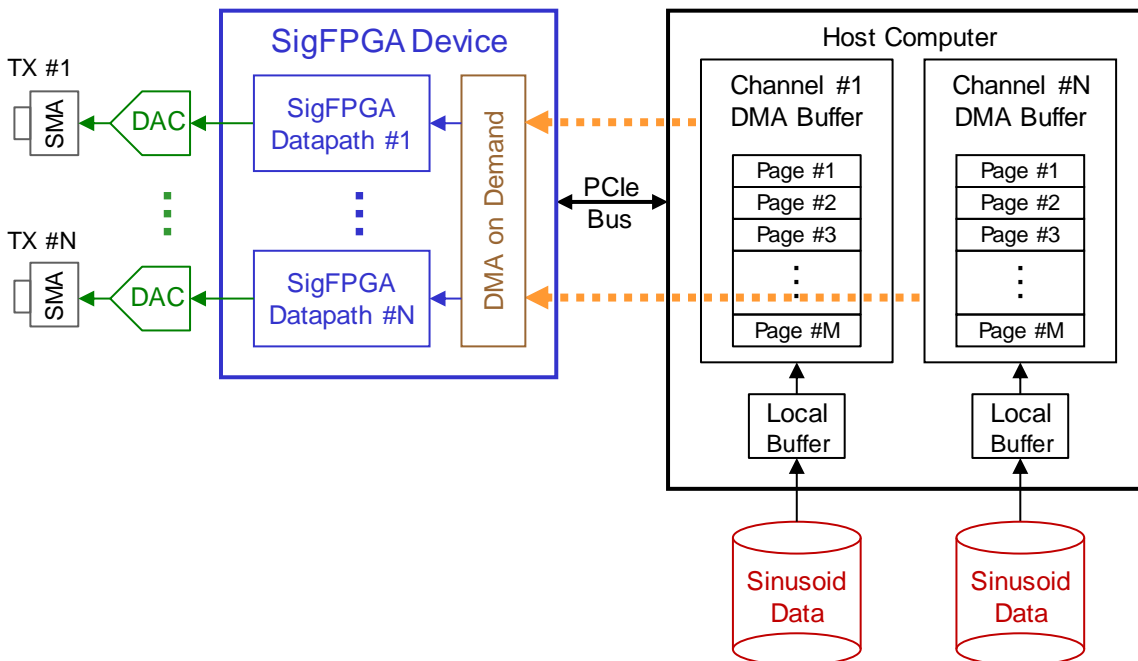 SigFPGA Device
Host Computer
TX #1
SMA
DAC
SigFPGA
Datapath #1
DMA on Demand
PCIe
Bus
Channel #1
DMA Buffer
Page #1
Page #2
Page #3
Page #M
Channel #N
DMA Buffer
Page #1
Page #2
Page #3
Page #M
TX #N
SMA
DAC
SigFPGA
Datapath #N
Local
Buffer
Local
Buffer
Sinusoid
Data
Sinusoid
Data